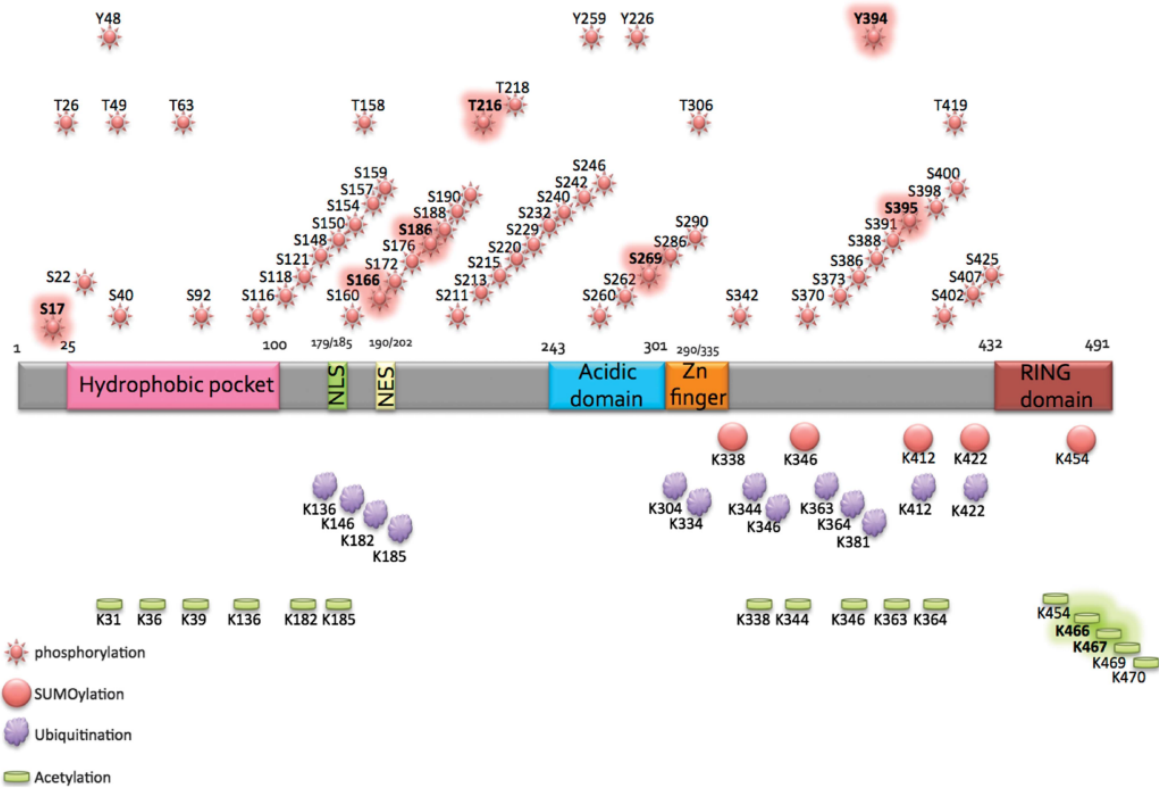 Y48 Y259 Y226 Y394
T26 T49 T63 T158 T216 T218 T306 T419
S159
S157
S154
S150
S148
S121
S118
S116
S190
S188
S186
S176
S172
S166
S160
S246
S242
S240
S232
S229
S220
S215
S213
S211
S290
S286
S269
S262
S260
S400
S398
S395
S391
S388
S386
S373
S370
S425
S407
S402
S22
S17
S40
S92
S342
1 25 100 179/185 190/202 243 301 290/335 432 491
Hydrophobic pocket
NLS
NES
Acidic
domain
Zn
finger
RING
domain
K338 K346 K412 K422 K454
K136
K146
K182
K185
K304
K334
K344
K346
K363
K364
K381
K412
K422
K31 K36 K39 K136 K182 K185 K338 K344 K346 K363 K364
K454
K466
K467
K469
K470
phosphorylation
SUMOylation
Ubiquitination
Acetylation